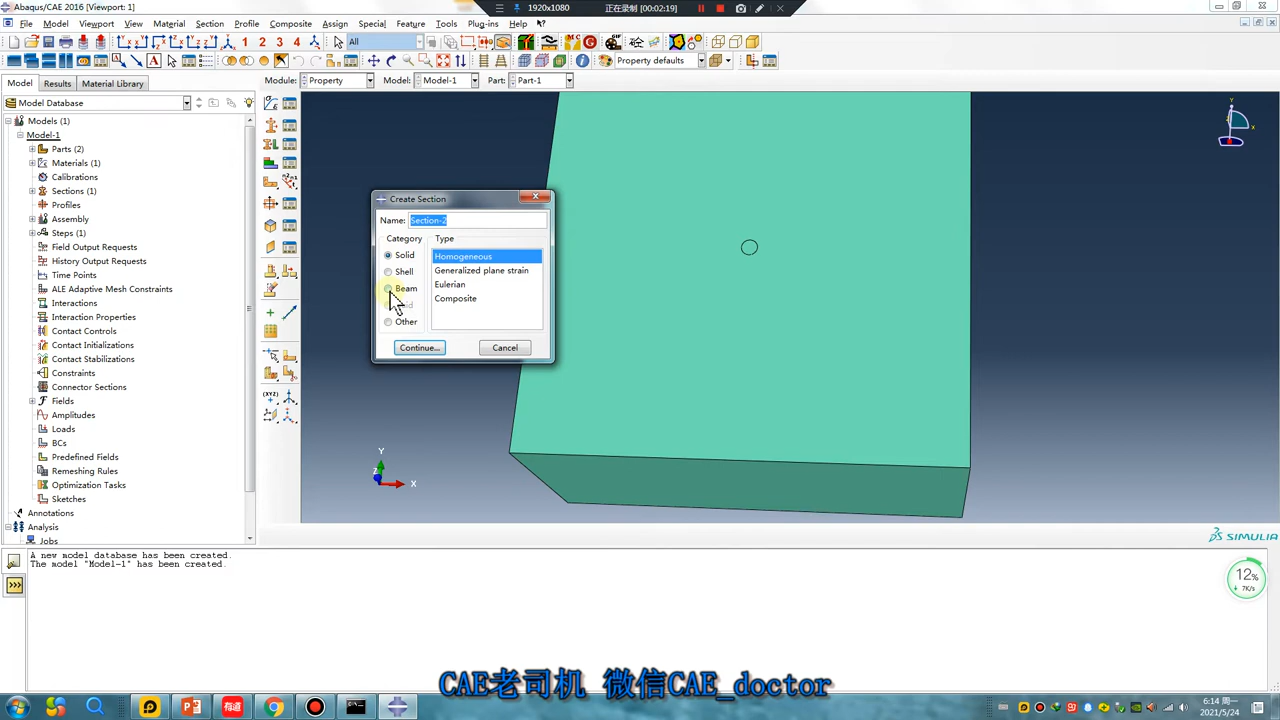 Abaqus/CAE 2016 [Viewport: 1]
1920x1080
正在录制 [00:02:19]
File
Model
Viewport
View
Material
Section
Profile
Composite
Assign
Special
Feature
Tools
Plug-ins
Help
1 2 3 4
All
Property defaults
Model
Results
Material Library
Module:
Property
Model:
Model-1
Part:
Part-1
Model Database
Models (1)
Model-1
Parts (2)
Materials (1)
Calibrations
Sections (1)
Profiles
Assembly
Steps (1)
Field Output Requests
History Output Requests
Time Points
ALE Adaptive Mesh Constraints
Interactions
Interaction Properties
Contact Controls
Contact Initializations
Contact Stabilizations
Constraints
Connector Sections
Fields
Amplitudes
Loads
BCs
Predefined Fields
Remeshing Rules
Optimization Tasks
Sketches
Annotations
Analysis
Jobs
Create Section
Name:
Section-2
Category
Type
Solid
Homogeneous
Shell
Generalized plane strain
Beam
Eulerian
Composite
Other
Continue...
Cancel
Y
X
Z
SIMULIA
A new model database has been created.
The model "Model-1" has been created.
12%
7K/s
CAE老司机 微信CAE_doctor
6:14 周一
2021/5/24